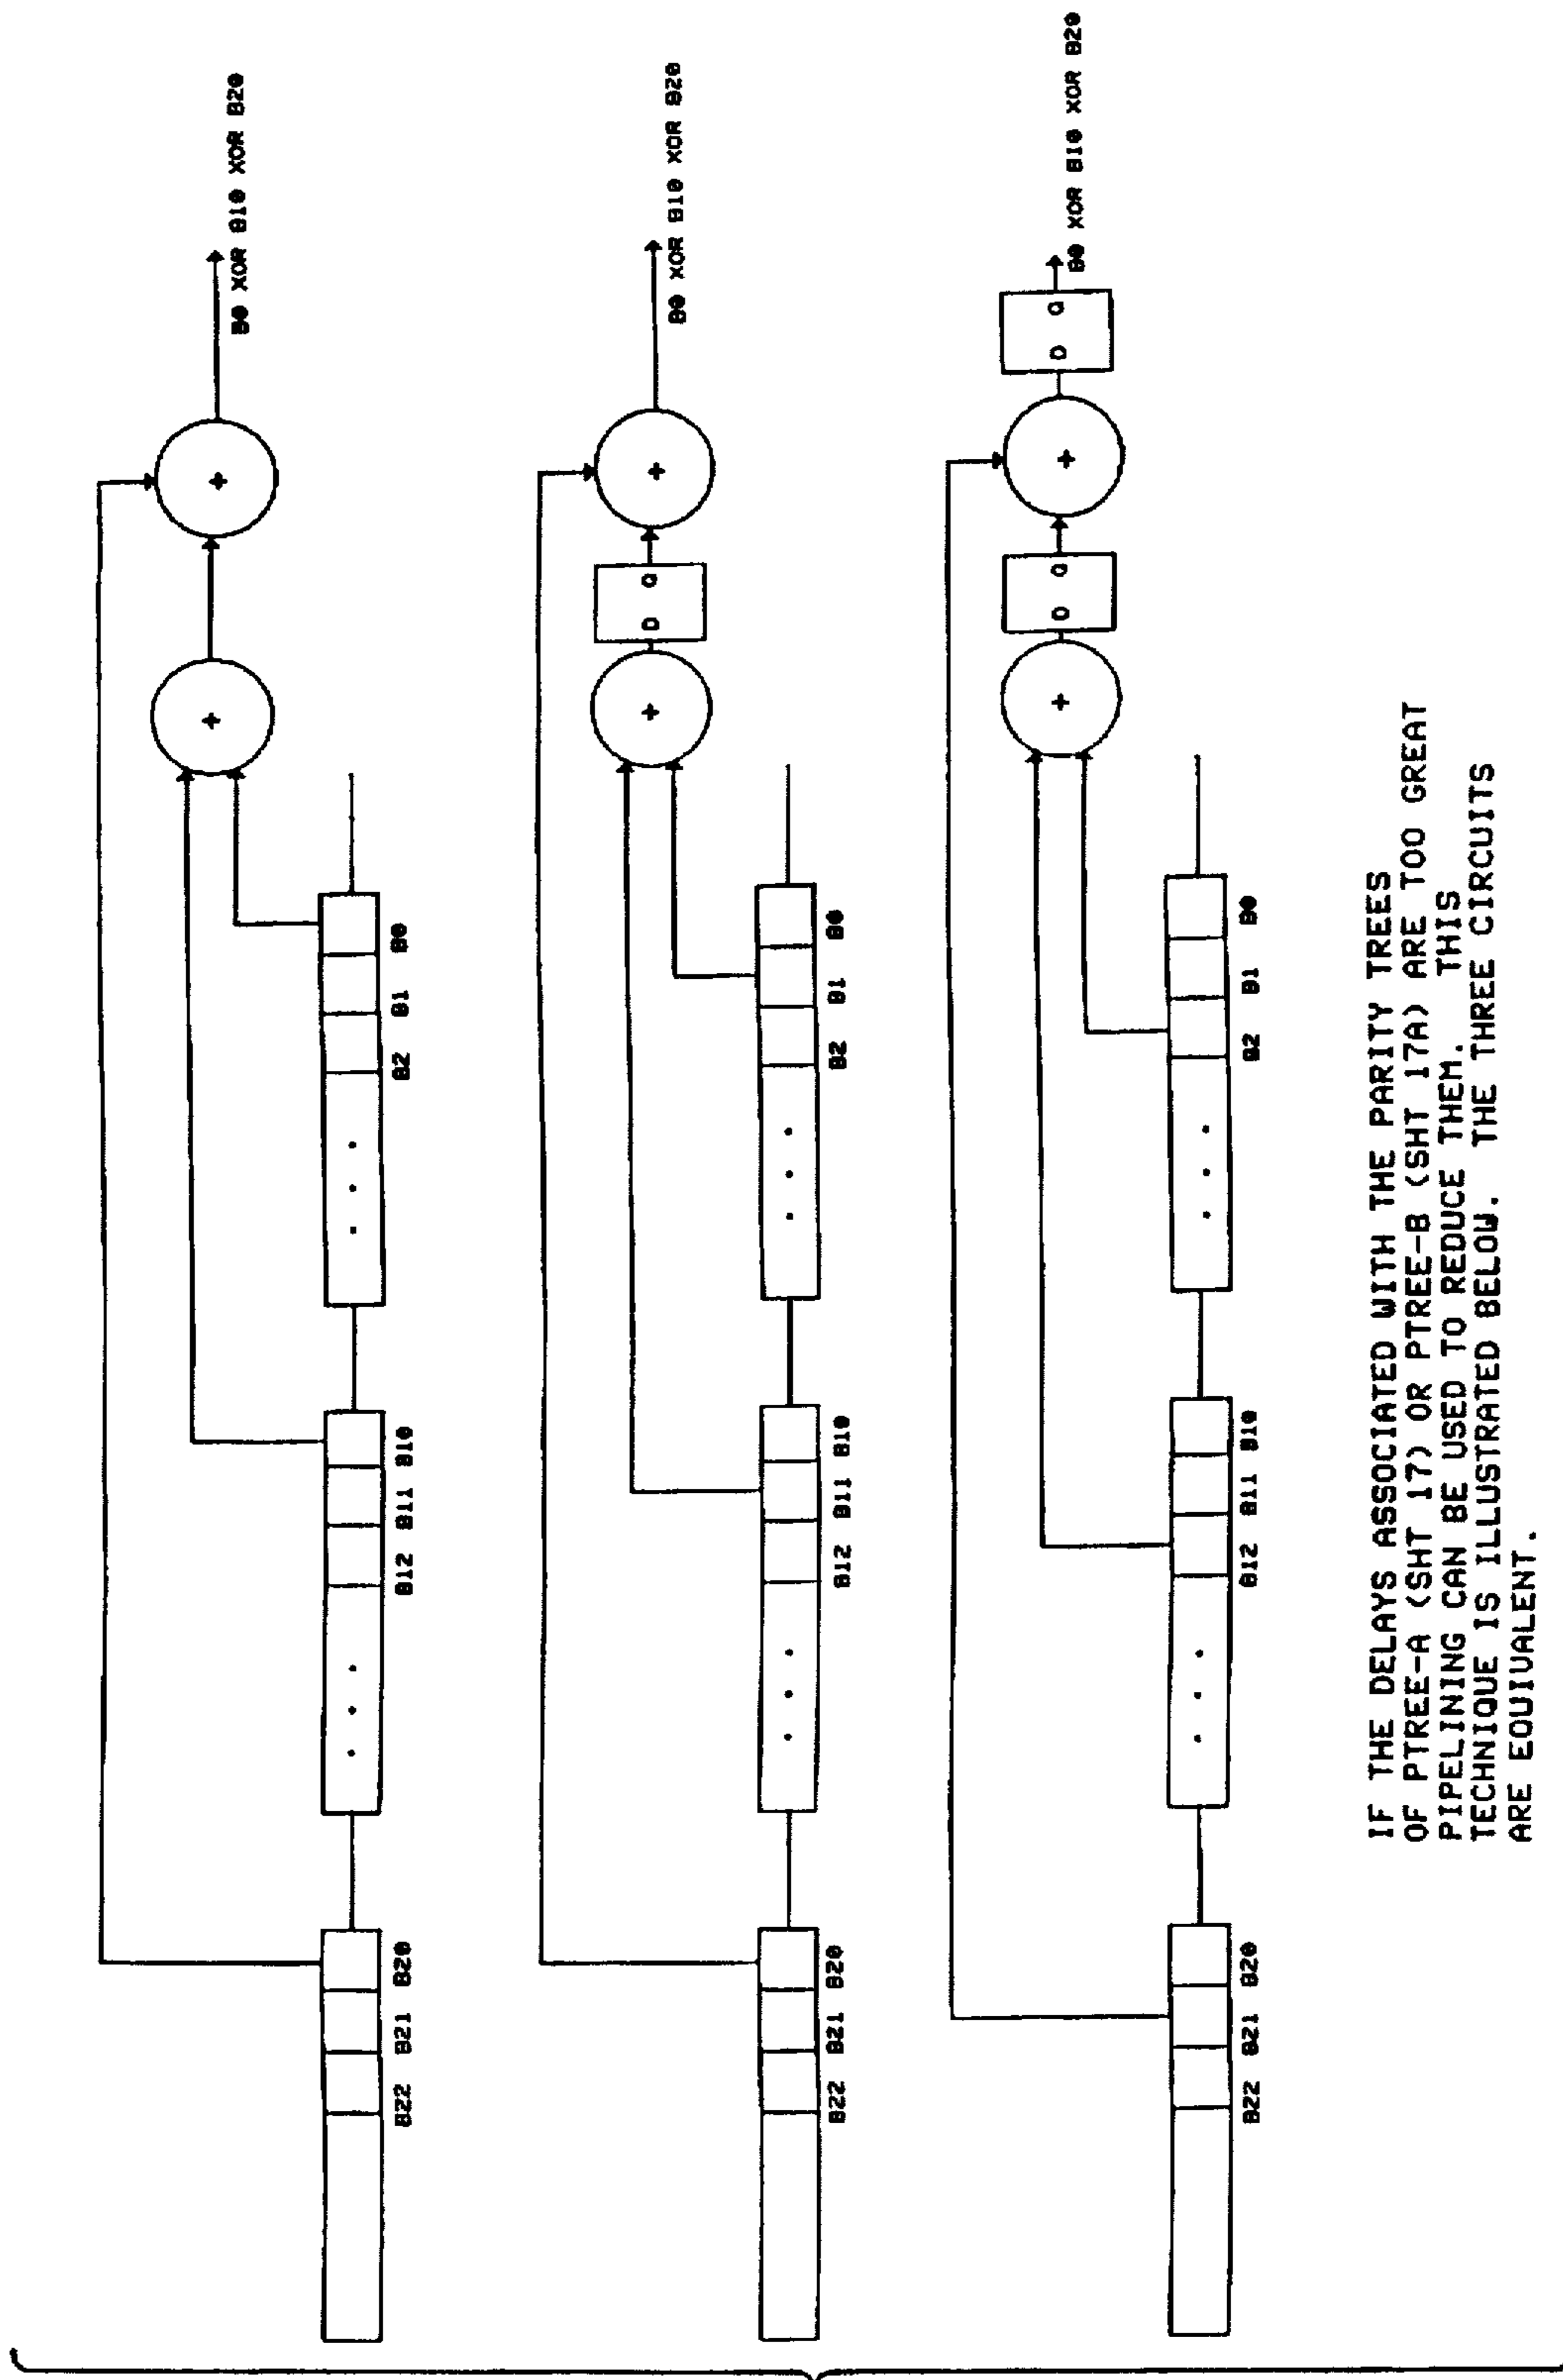 B0 XOR B10 XOR B20
B22 B21 B20 B12 B11 B10 B2 B1 B0
B0 XOR B10 XOR B20
D Q
B22 B21 B20 B12 B11 B10 B2 B1 B0
D Q D Q
B0 XOR B10 XOR B20
B22 B21 B20 B12 B11 B10 B2 B1 B0
IF THE DELAYS ASSOCIATED WITH THE PARITY TREES
OF PTREE-A (SHT 17) OR PTREE-B (SHT 17A) ARE TOO GREAT
PIPELINING CAN BE USED TO REDUCE THEM. THIS
TECHNIQUE IS ILLUSTRATED BELOW. THE THREE CIRCUITS
ARE EQUIVALENT.